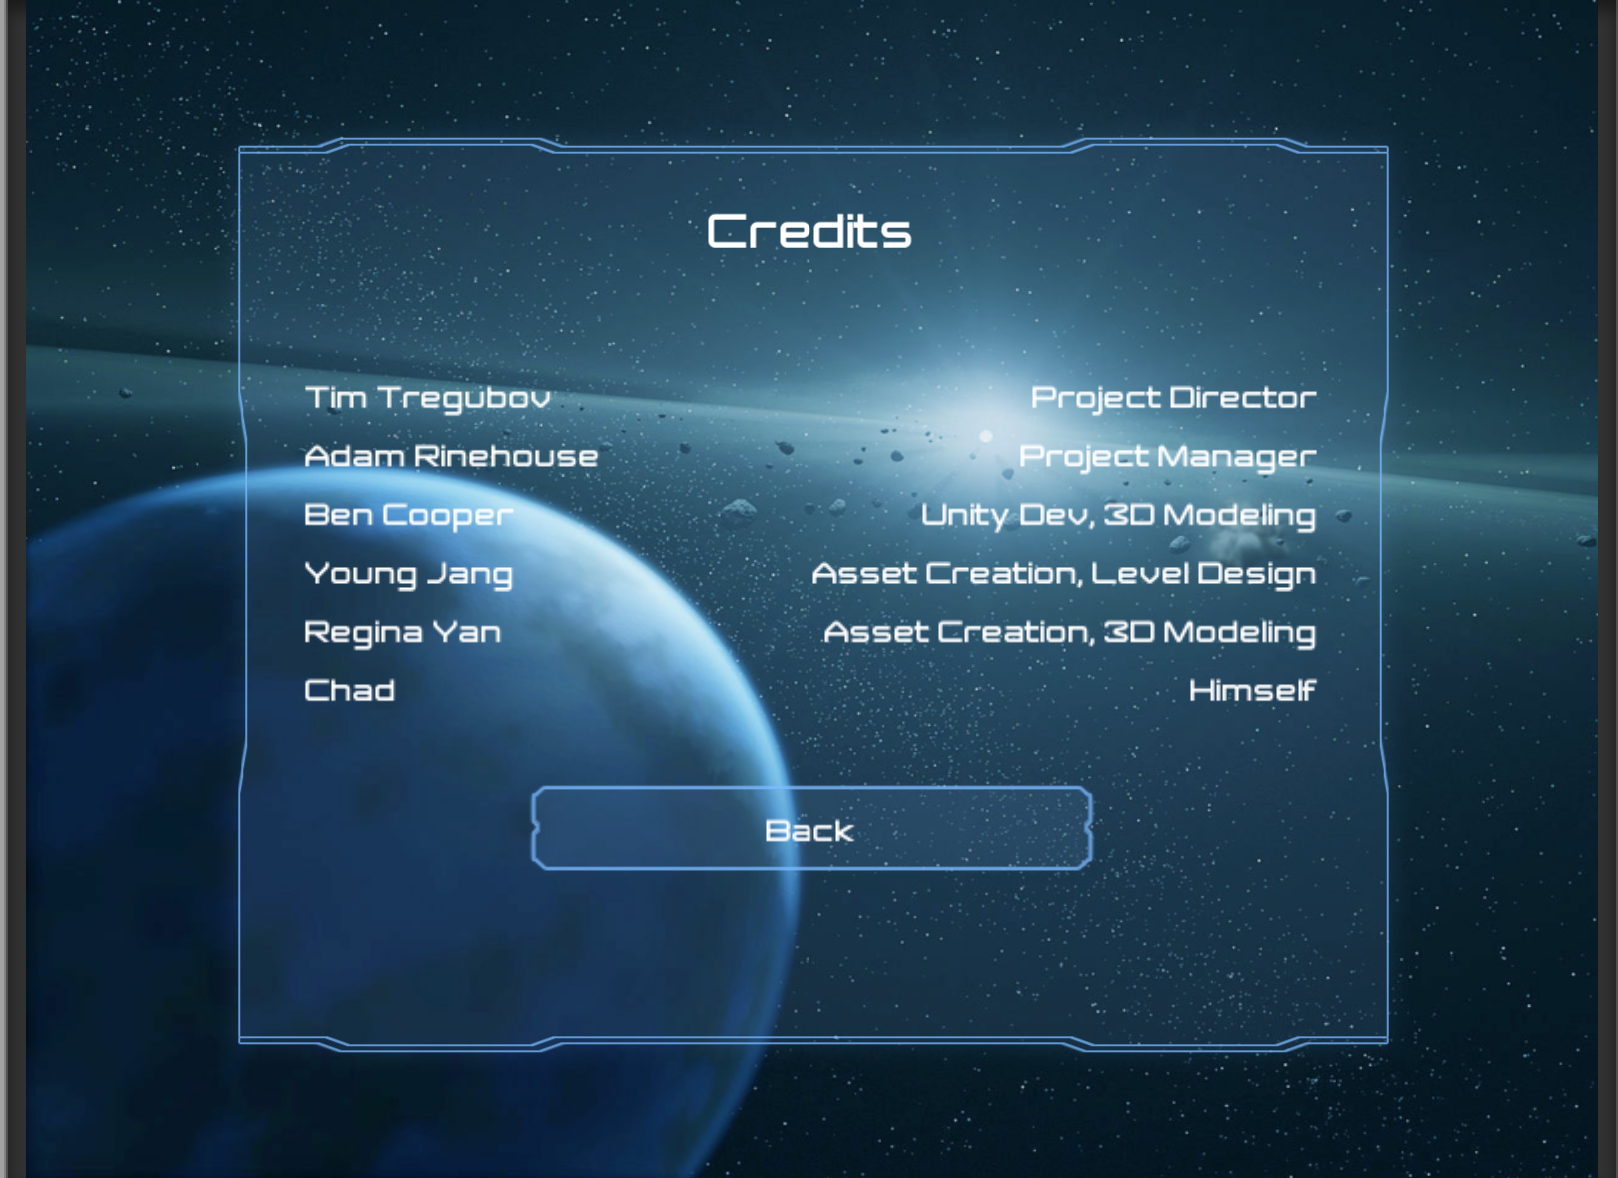 Credits
Tim Tregubov Project Director
Adam Rinehouse Project Manager
Ben Cooper Unity Dev, 3D Modeling
Young Jang Asset Creation, Level Design
Regina Yan Asset Creation, 3D Modeling
Chad Himself
Back